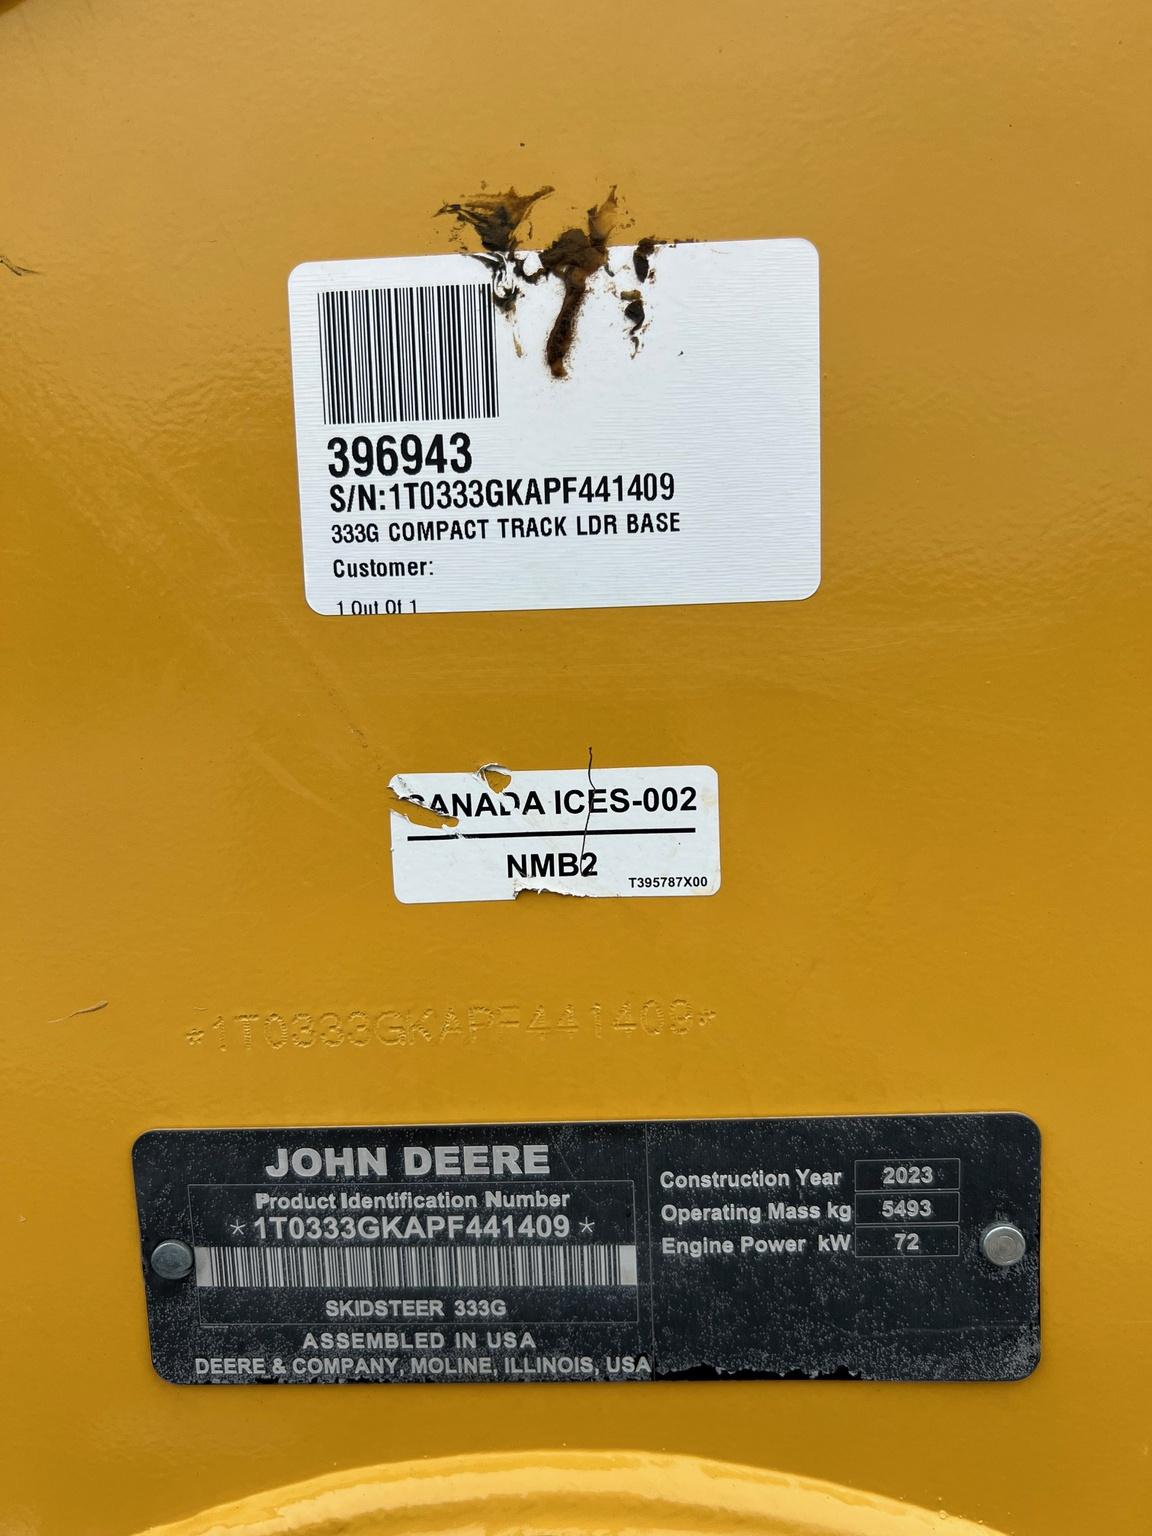 396943
S/N:1T0333GKAPF441409
333G COMPACT TRACK LDR BASE
Customer:
1 Out Of 1
CANADA ICES-002
NMB2
T395787X00
*1T0333GKAPF441409*
JOHN DEERE
Product Identification Number
*1T0333GKAPF441409*
SKIDSTEER 333G
ASSEMBLED IN USA
DEERE & COMPANY, MOLINE, ILLINOIS, USA
Construction Year 2023
Operating Mass kg 5493
Engine Power kW 72